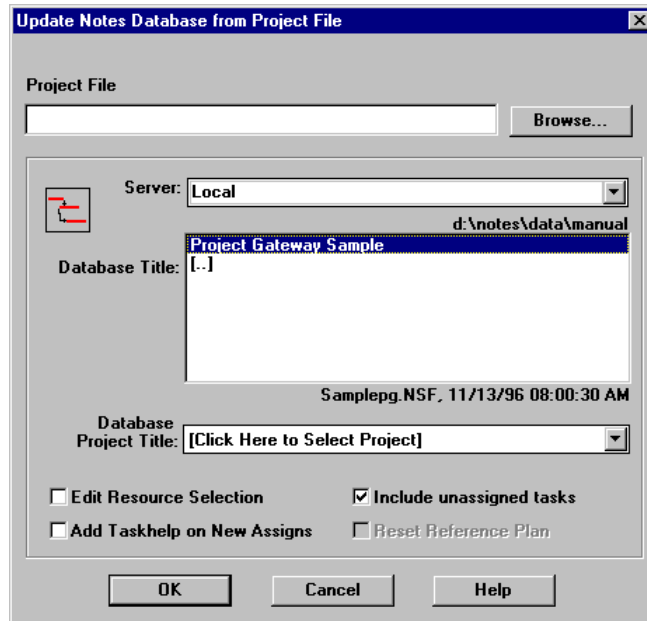 Update Notes Database from Project File
Project File
Browse...
Server: Local
d:\notes\data\manual
Project Gateway Sample
Database Title: [..]
Samplepg.NSF, 11/13/96 08:00:30 AM
Database
Project Title: [Click Here to Select Project]
Edit Resource Selection Include unassigned tasks
Add Taskhelp on New Assigns Reset Reference Plan
OK Cancel Help